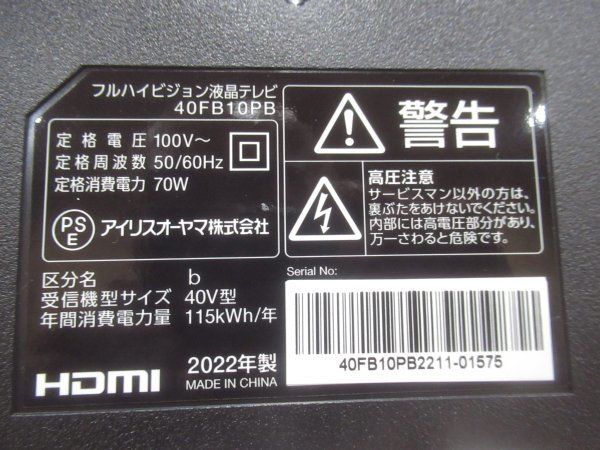 フルハイビジョン液晶テレビ
40FB10PB
定格電圧 100V～
定格周波数 50/60Hz
定格消費電力 70W
PSE アイリスオーヤマ株式会社
区分名 b
受信機型サイズ 40V型
年間消費電力量 115kWh/年
HDMI
2022年製
MADE IN CHINA
警告
高圧注意
サービスマン以外の方は、
裏ぶたをあけないでください。
内部には高電圧部分があり、
万一さわると危険です。
Serial No:
40FB10PB2211-01575